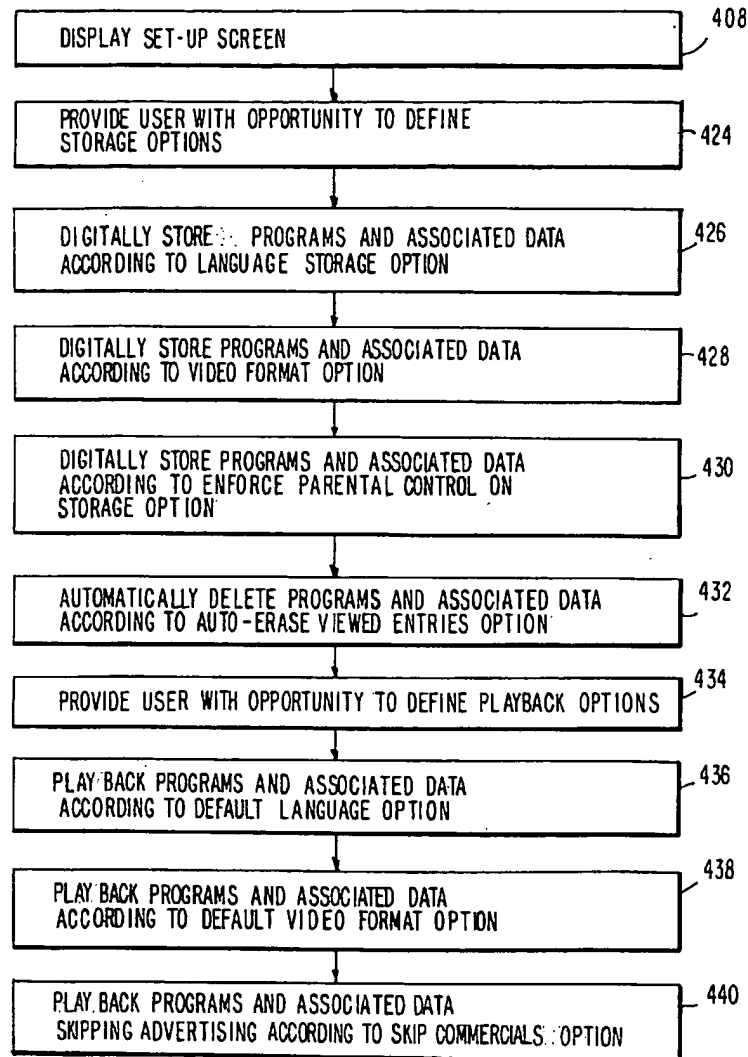 DISPLAY SET-UP SCREEN
408
PROVIDE USER WITH OPPORTUNITY TO DEFINE
STORAGE OPTIONS
424
DIGITALLY STORE PROGRAMS AND ASSOCIATED DATA
ACCORDING TO LANGUAGE STORAGE OPTION
426
DIGITALLY STORE PROGRAMS AND ASSOCIATED DATA
ACCORDING TO VIDEO FORMAT OPTION
428
DIGITALLY STORE PROGRAMS AND ASSOCIATED DATA
ACCORDING TO ENFORCE PARENTAL CONTROL ON
STORAGE OPTION
430
AUTOMATICALLY DELETE PROGRAMS AND ASSOCIATED DATA
ACCORDING TO AUTO-ERASE VIEWED ENTRIES OPTION
432
PROVIDE USER WITH OPPORTUNITY TO DEFINE PLAYBACK OPTIONS
434
PLAY BACK PROGRAMS AND ASSOCIATED DATA
ACCORDING TO DEFAULT LANGUAGE OPTION
436
PLAY BACK PROGRAMS AND ASSOCIATED DATA
ACCORDING TO DEFAULT VIDEO FORMAT OPTION
438
PLAY BACK PROGRAMS AND ASSOCIATED DATA
SKIPPING ADVERTISING ACCORDING TO SKIP COMMERCIALS OPTION
440